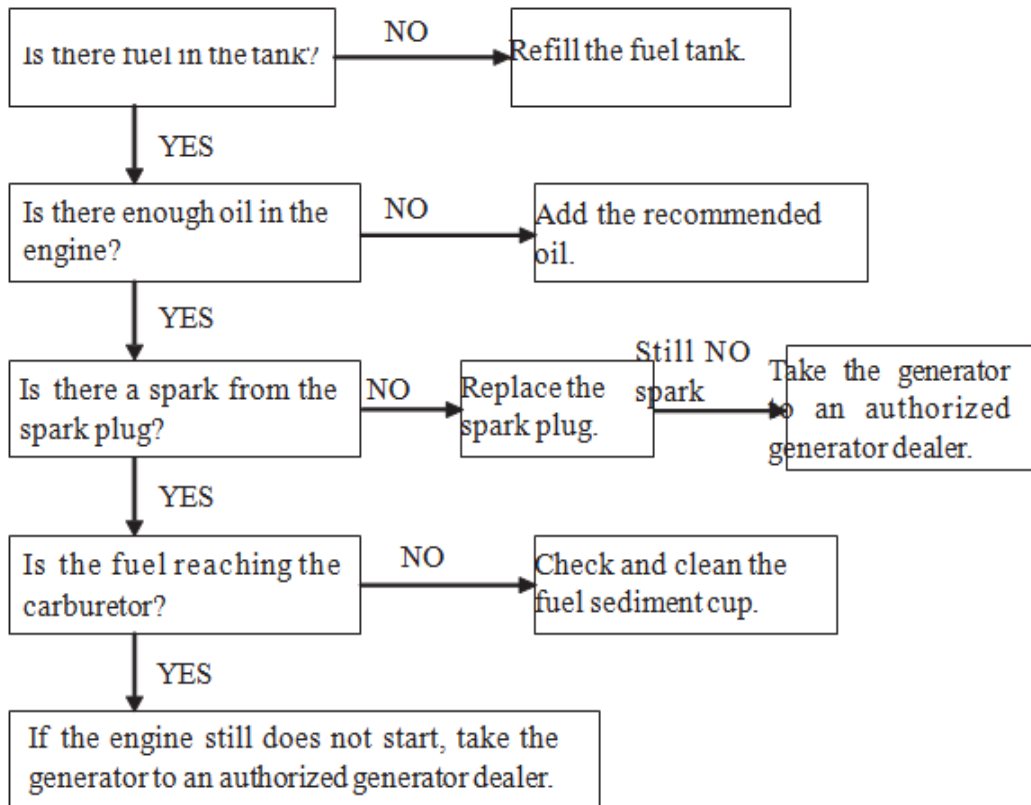 Is there fuel in the tank?
NO
Refill the fuel tank.
YES
Is there enough oil in the
engine?
NO
Add the recommended
oil.
YES
Is there a spark from the
spark plug?
NO
Replace the
spark plug.
Still NO
spark
Take the generator
to an authorized
generator dealer.
YES
Is the fuel reaching the
carburetor?
NO
Check and clean the
fuel sediment cup.
YES
If the engine still does not start, take the
generator to an authorized generator dealer.